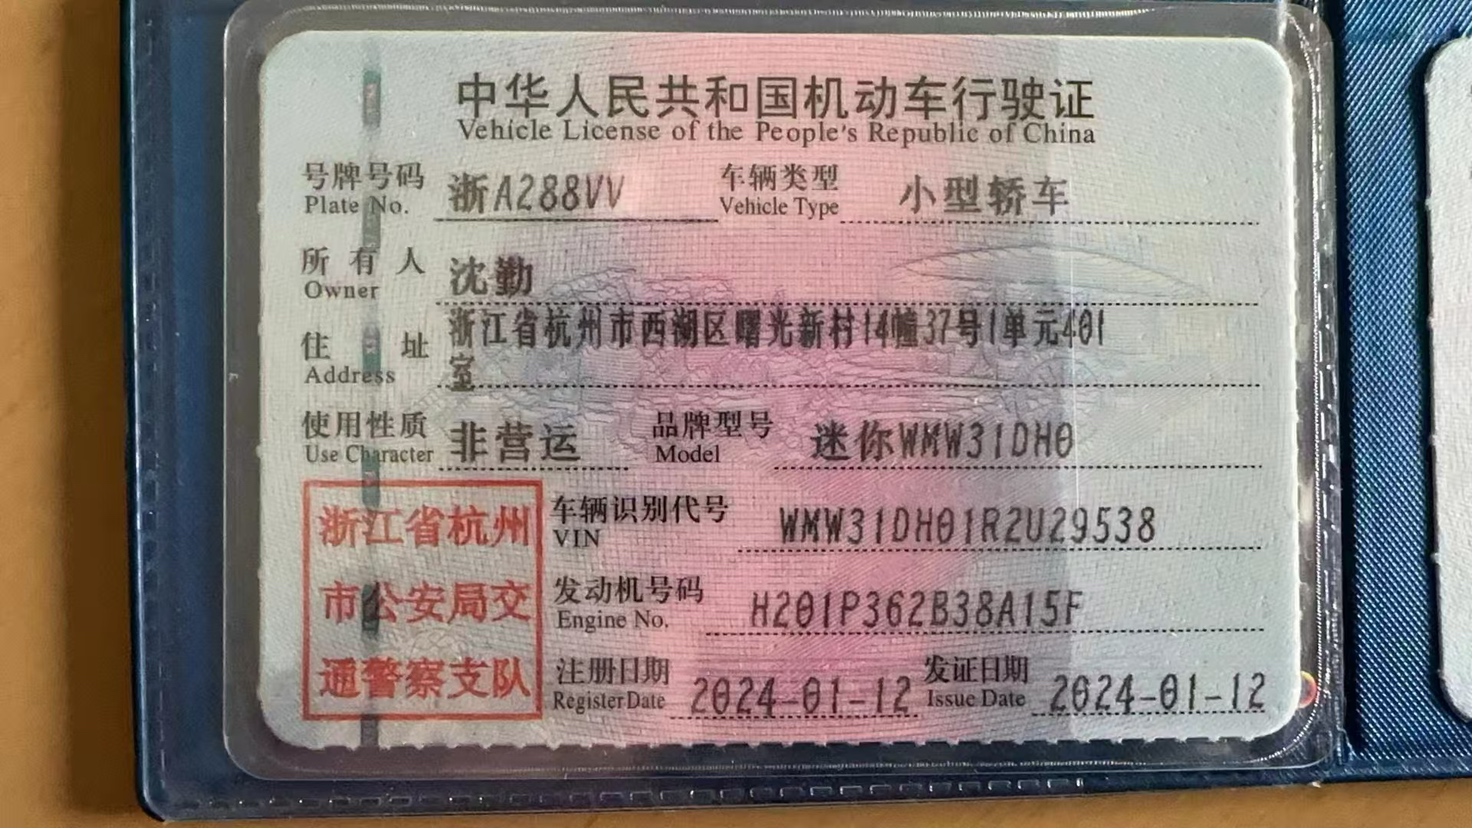 中华人民共和国机动车行驶证
Vehicle License of the People's Republic of China
号牌号码 浙A288VV 车辆类型 小型轿车
Plate No. Vehicle Type
所有人 沈勤
Owner
浙江省杭州市西湖区曙光新村14幢37号1单元401
住址 室
Address
使用性质 非营运 品牌型号 迷你WMW31DH0
Use Character Model
浙江省杭州
市公安局交
通警察支队
车辆识别代号 WMW31DH01R2U29538
VIN
发动机号码 H201P362B38A15F
Engine No.
注册日期 2024-01-12 发证日期 2024-01-12
Register Date Issue Date